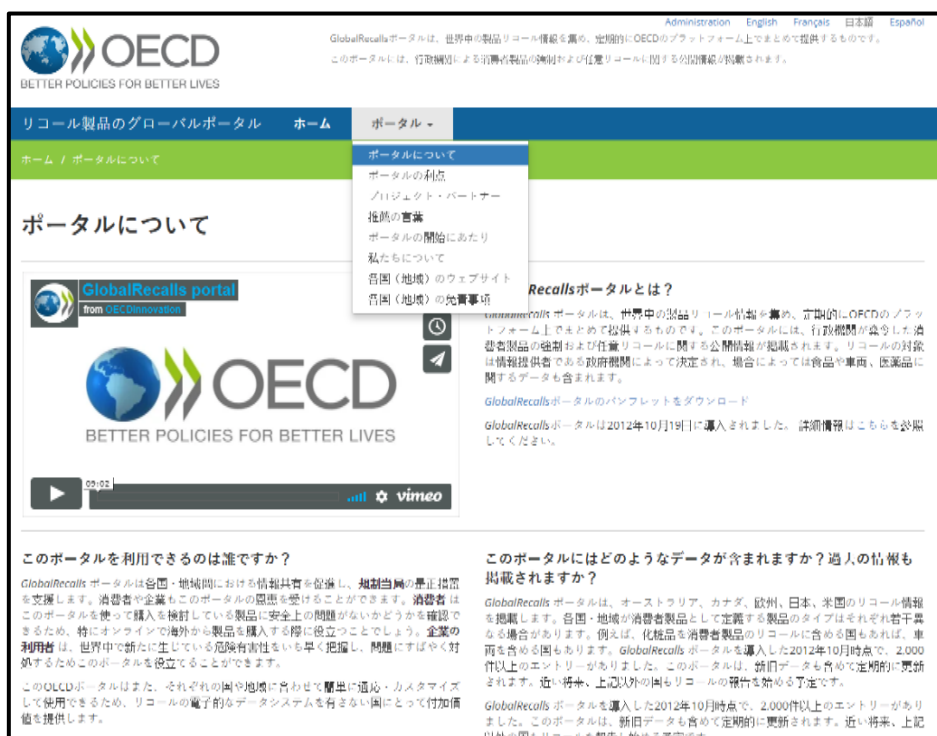 Administration English Français 日本語 Español
OECD
BETTER POLICIES FOR BETTER LIVES
GlobalRecallsポータルは、世界中の製品リコール情報を集め、定期的にOECDのプラットフォーム上でまとめて提供するものです。
このポータルには、行政機関による消費者製品の強制および任意リコールに関する公開情報が掲載されます。
リコール製品のグローバルポータル ホーム ポータル
ホーム / ポータルについて
ポータルについて
ポータルの利点
プロジェクト・パートナー
推薦の言葉
ポータルの開始にあたり
私たちについて
各国（地域）のウェブサイト
各国（地域）の免責事項
ポータルについて
GlobalRecalls portal
from OECDInnovation
OECD
BETTER POLICIES FOR BETTER LIVES
09:02
vimeo
Recallsポータルとは？
GlobalRecalls ポータルは、世界中の製品リコール情報を集め、定期的にOECDのプラッ
トフォーム上でまとめて提供するものです。このポータルには、行政機関が発令した消
費者製品の強制および任意リコールに関する公開情報が掲載されます。リコールの対象
は情報提供者である政府機関によって決定され、場合によっては食品や車両、医薬品に
関するデータも含まれます。
GlobalRecallsポータルのパンフレットをダウンロード
GlobalRecallsポータルは2012年10月19日に導入されました。 詳細情報はこちらを参照
してください。
このポータルを利用できるのは誰ですか？
GlobalRecalls ポータルは各国・地域間における情報共有を促進し、規制当局の是正措置
を支援します。消費者や企業もこのポータルの恩恵を受けることができます。消費者 は
このポータルを使って購入を検討している製品に安全上の問題がないかどうかを確認で
きるため、特にオンラインで海外から製品を購入する際に役立つことでしょう。企業の
利用者 は、世界中で新たに生じている危険有害性をいち早く把握し、問題にすばやく対
処するためこのポータルを役立てることができます。
このOECDポータルはまた、それぞれの国や地域に合わせて簡単に適応・カスタマイズ
して使用できるため、リコールの電子的なデータシステムを有さない国にとって付加価
値を提供します。
このポータルにはどのようなデータが含まれますか？過去の情報も
掲載されますか？
GlobalRecalls ポータルは、オーストラリア、カナダ、欧州、日本、米国のリコール情報
を掲載します。各国・地域が消費者製品として定義する製品のタイプはそれぞれ若干異
なる場合があります。例えば、化粧品を消費者製品のリコールに含める国もあれば、車
両を含める国もあります。GlobalRecalls ポータルを導入した2012年10月時点で、2,000
件以上のエントリーがありました。このポータルは、新旧データも含めて定期的に更新
されます。近い将来、上記以外の国もリコールの報告を始める予定です。
GlobalRecalls ポータルを導入した2012年10月時点で、2,000件以上のエントリーがあり
ました。このポータルは、新旧データも含めて定期的に更新されます。近い将来、上記